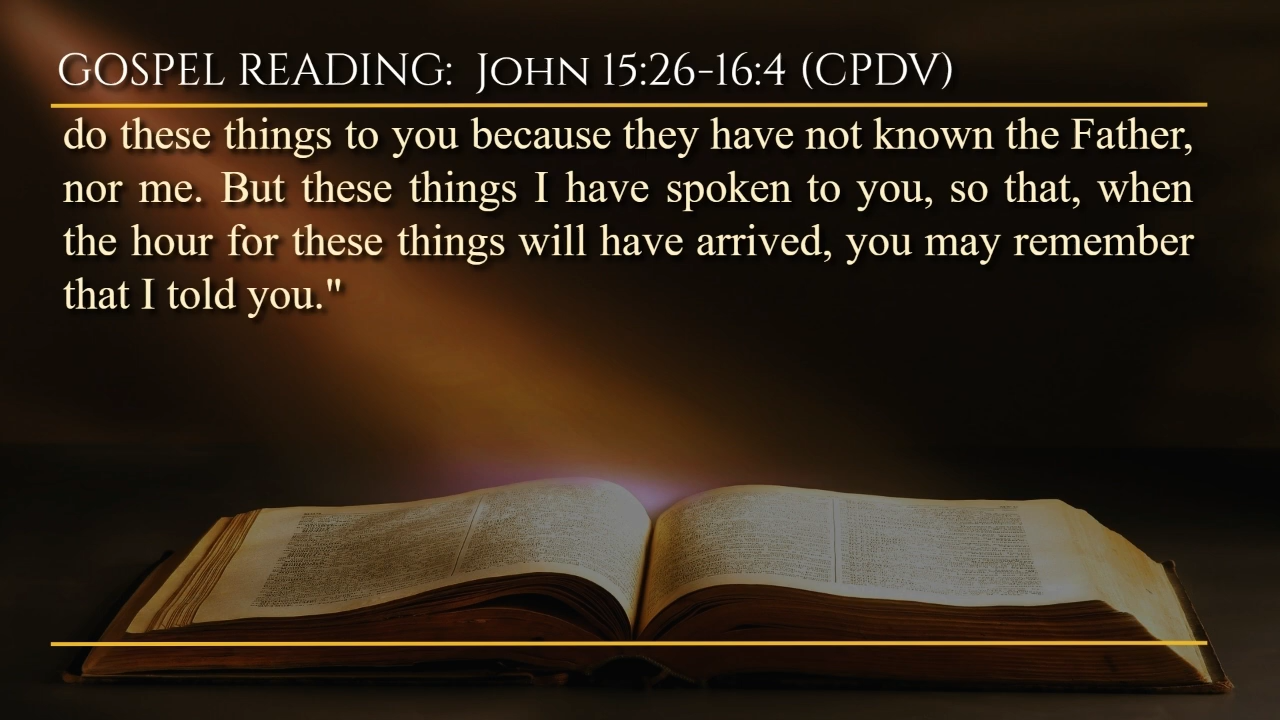 GOSPEL READING: John 15:26-16:4 (CPDV)
do these things to you because they have not known the Father,
nor me. But these things I have spoken to you, so that, when
the hour for these things will have arrived, you may remember
that I told you."